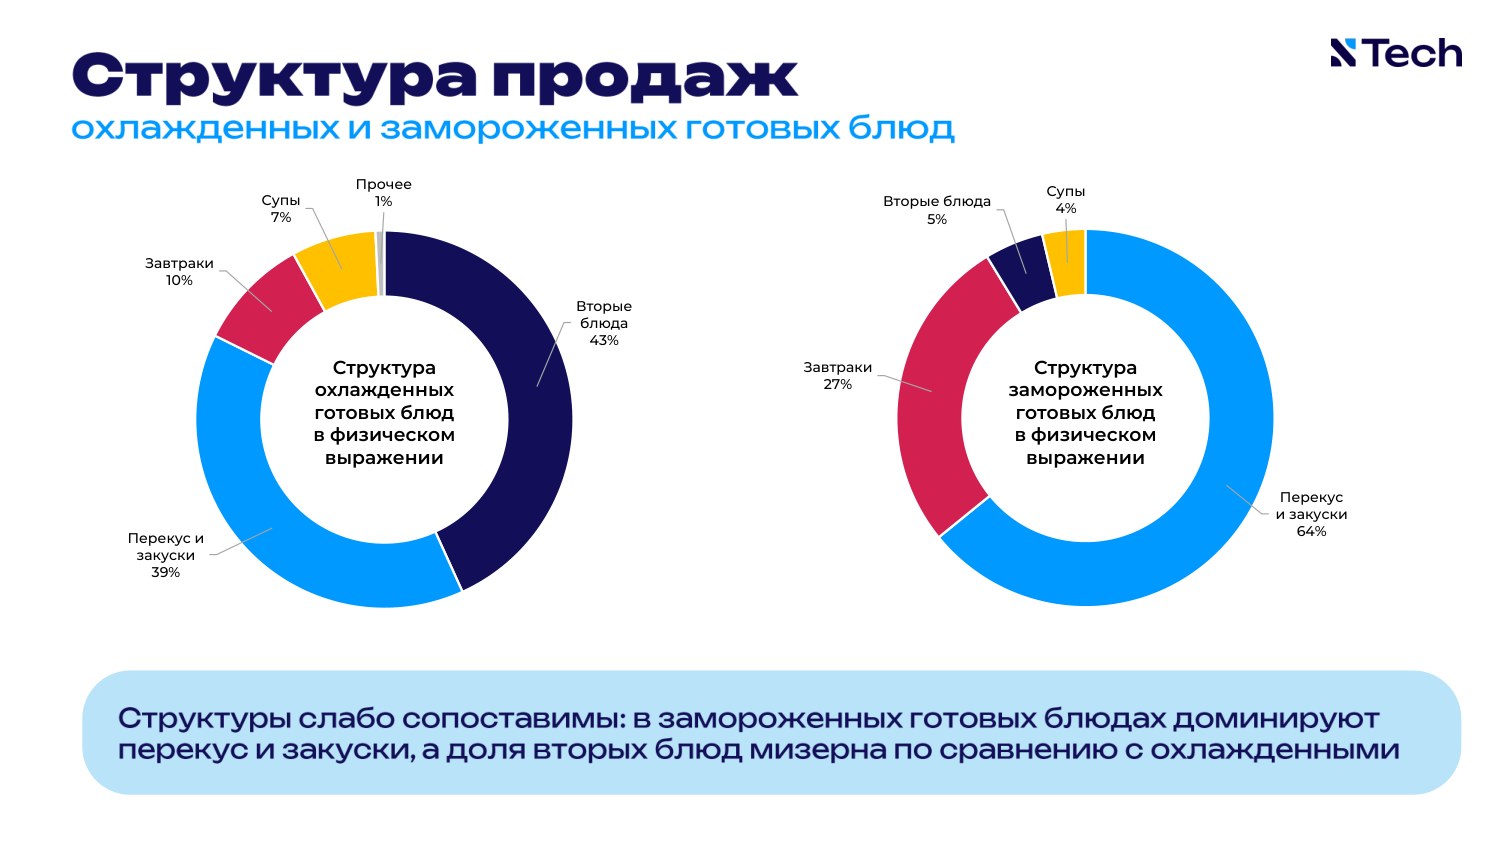 Tech
Структура продаж
охлажденных и замороженных готовых блюд
Прочее
1%
Супы
7%
Завтраки
10%
Вторые
блюда
43%
Перекус и
закуски
39%
Структура
охлажденных
готовых блюд
в физическом
выражении
Вторые блюда
5%
Супы
4%
Завтраки
27%
Перекус
и закуски
64%
Структура
замороженных
готовых блюд
в физическом
выражении
Структуры слабо сопоставимы: в замороженных готовых блюдах доминируют
перекус и закуски, а доля вторых блюд мизерна по сравнению с охлажденными